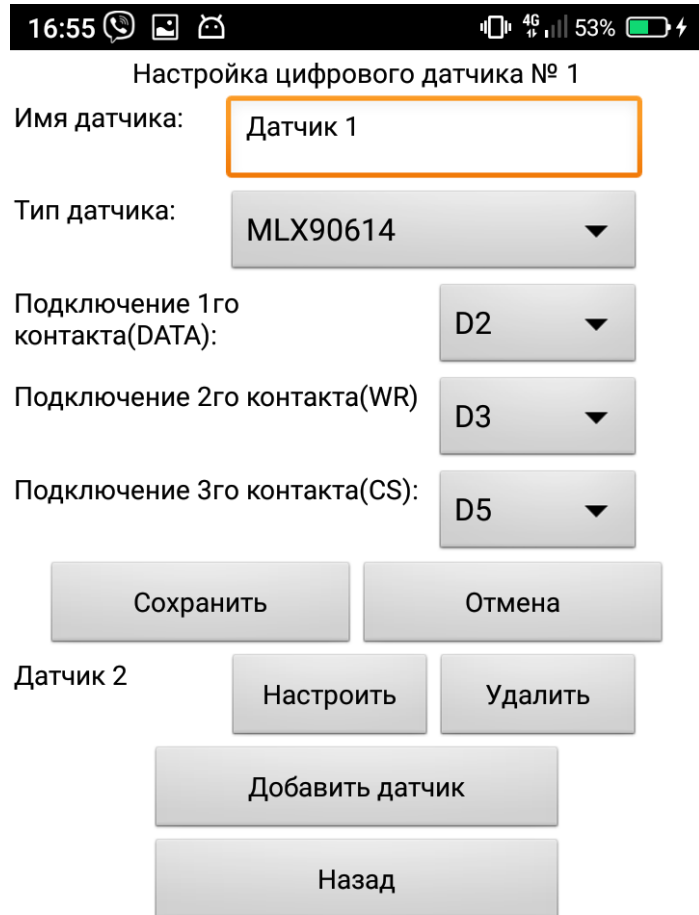 16:55 4G 53%
Настройка цифрового датчика № 1
Имя датчика: Датчик 1
Тип датчика: MLX90614
Подключение 1го
контакта(DATA): D2
Подключение 2го контакта(WR) D3
Подключение 3го контакта(CS): D5
Сохранить Отмена
Датчик 2 Настроить Удалить
Добавить датчик
Назад